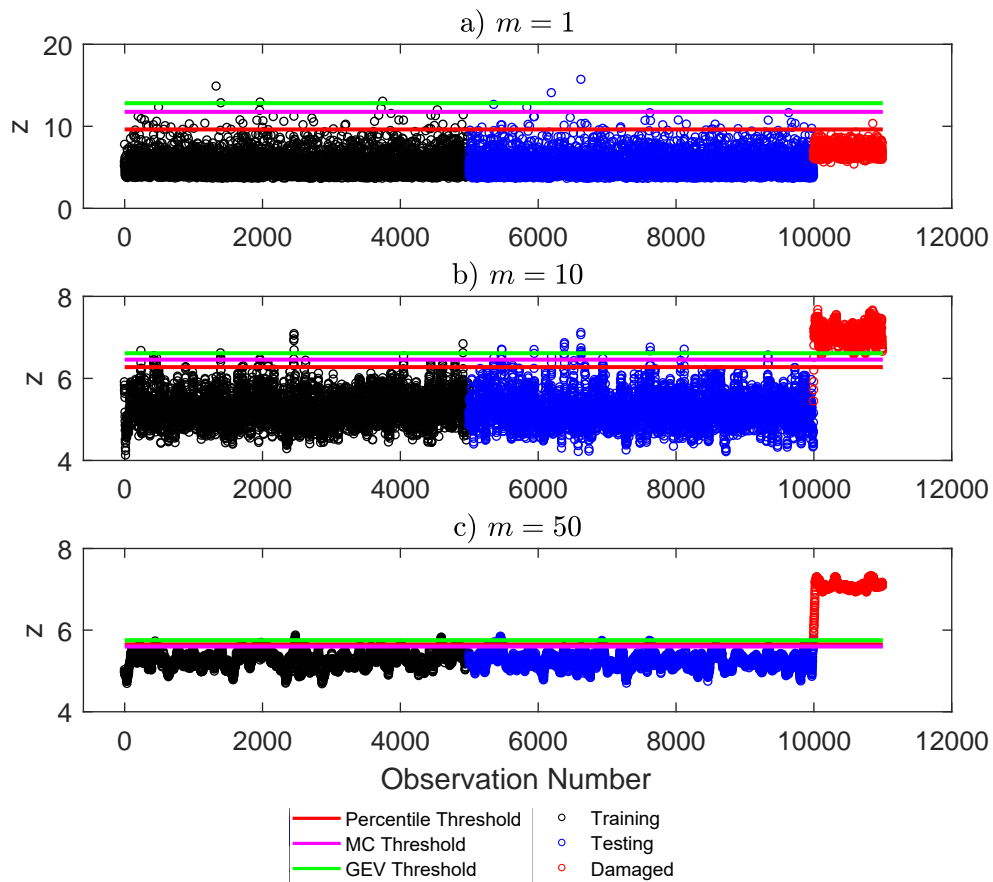 a) m = 1
20
10
0
z
0 2000 4000 6000 8000 10000 12000
b) m = 10
8
6
4
z
0 2000 4000 6000 8000 10000 12000
c) m = 50
8
6
4
z
0 2000 4000 6000 8000 10000 12000
Observation Number
Percentile Threshold
MC Threshold
GEV Threshold
Training
Testing
Damaged